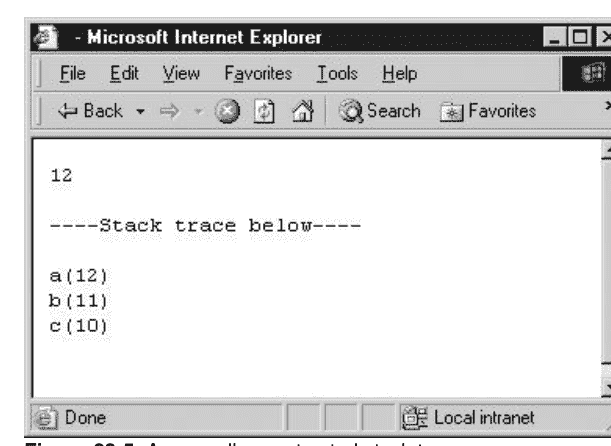 - Microsoft Internet Explorer
File Edit View Favorites Tools Help
Back Search Favorites
12
----Stack trace below----
a(12)
b(11)
c(10)
Done Local intranet